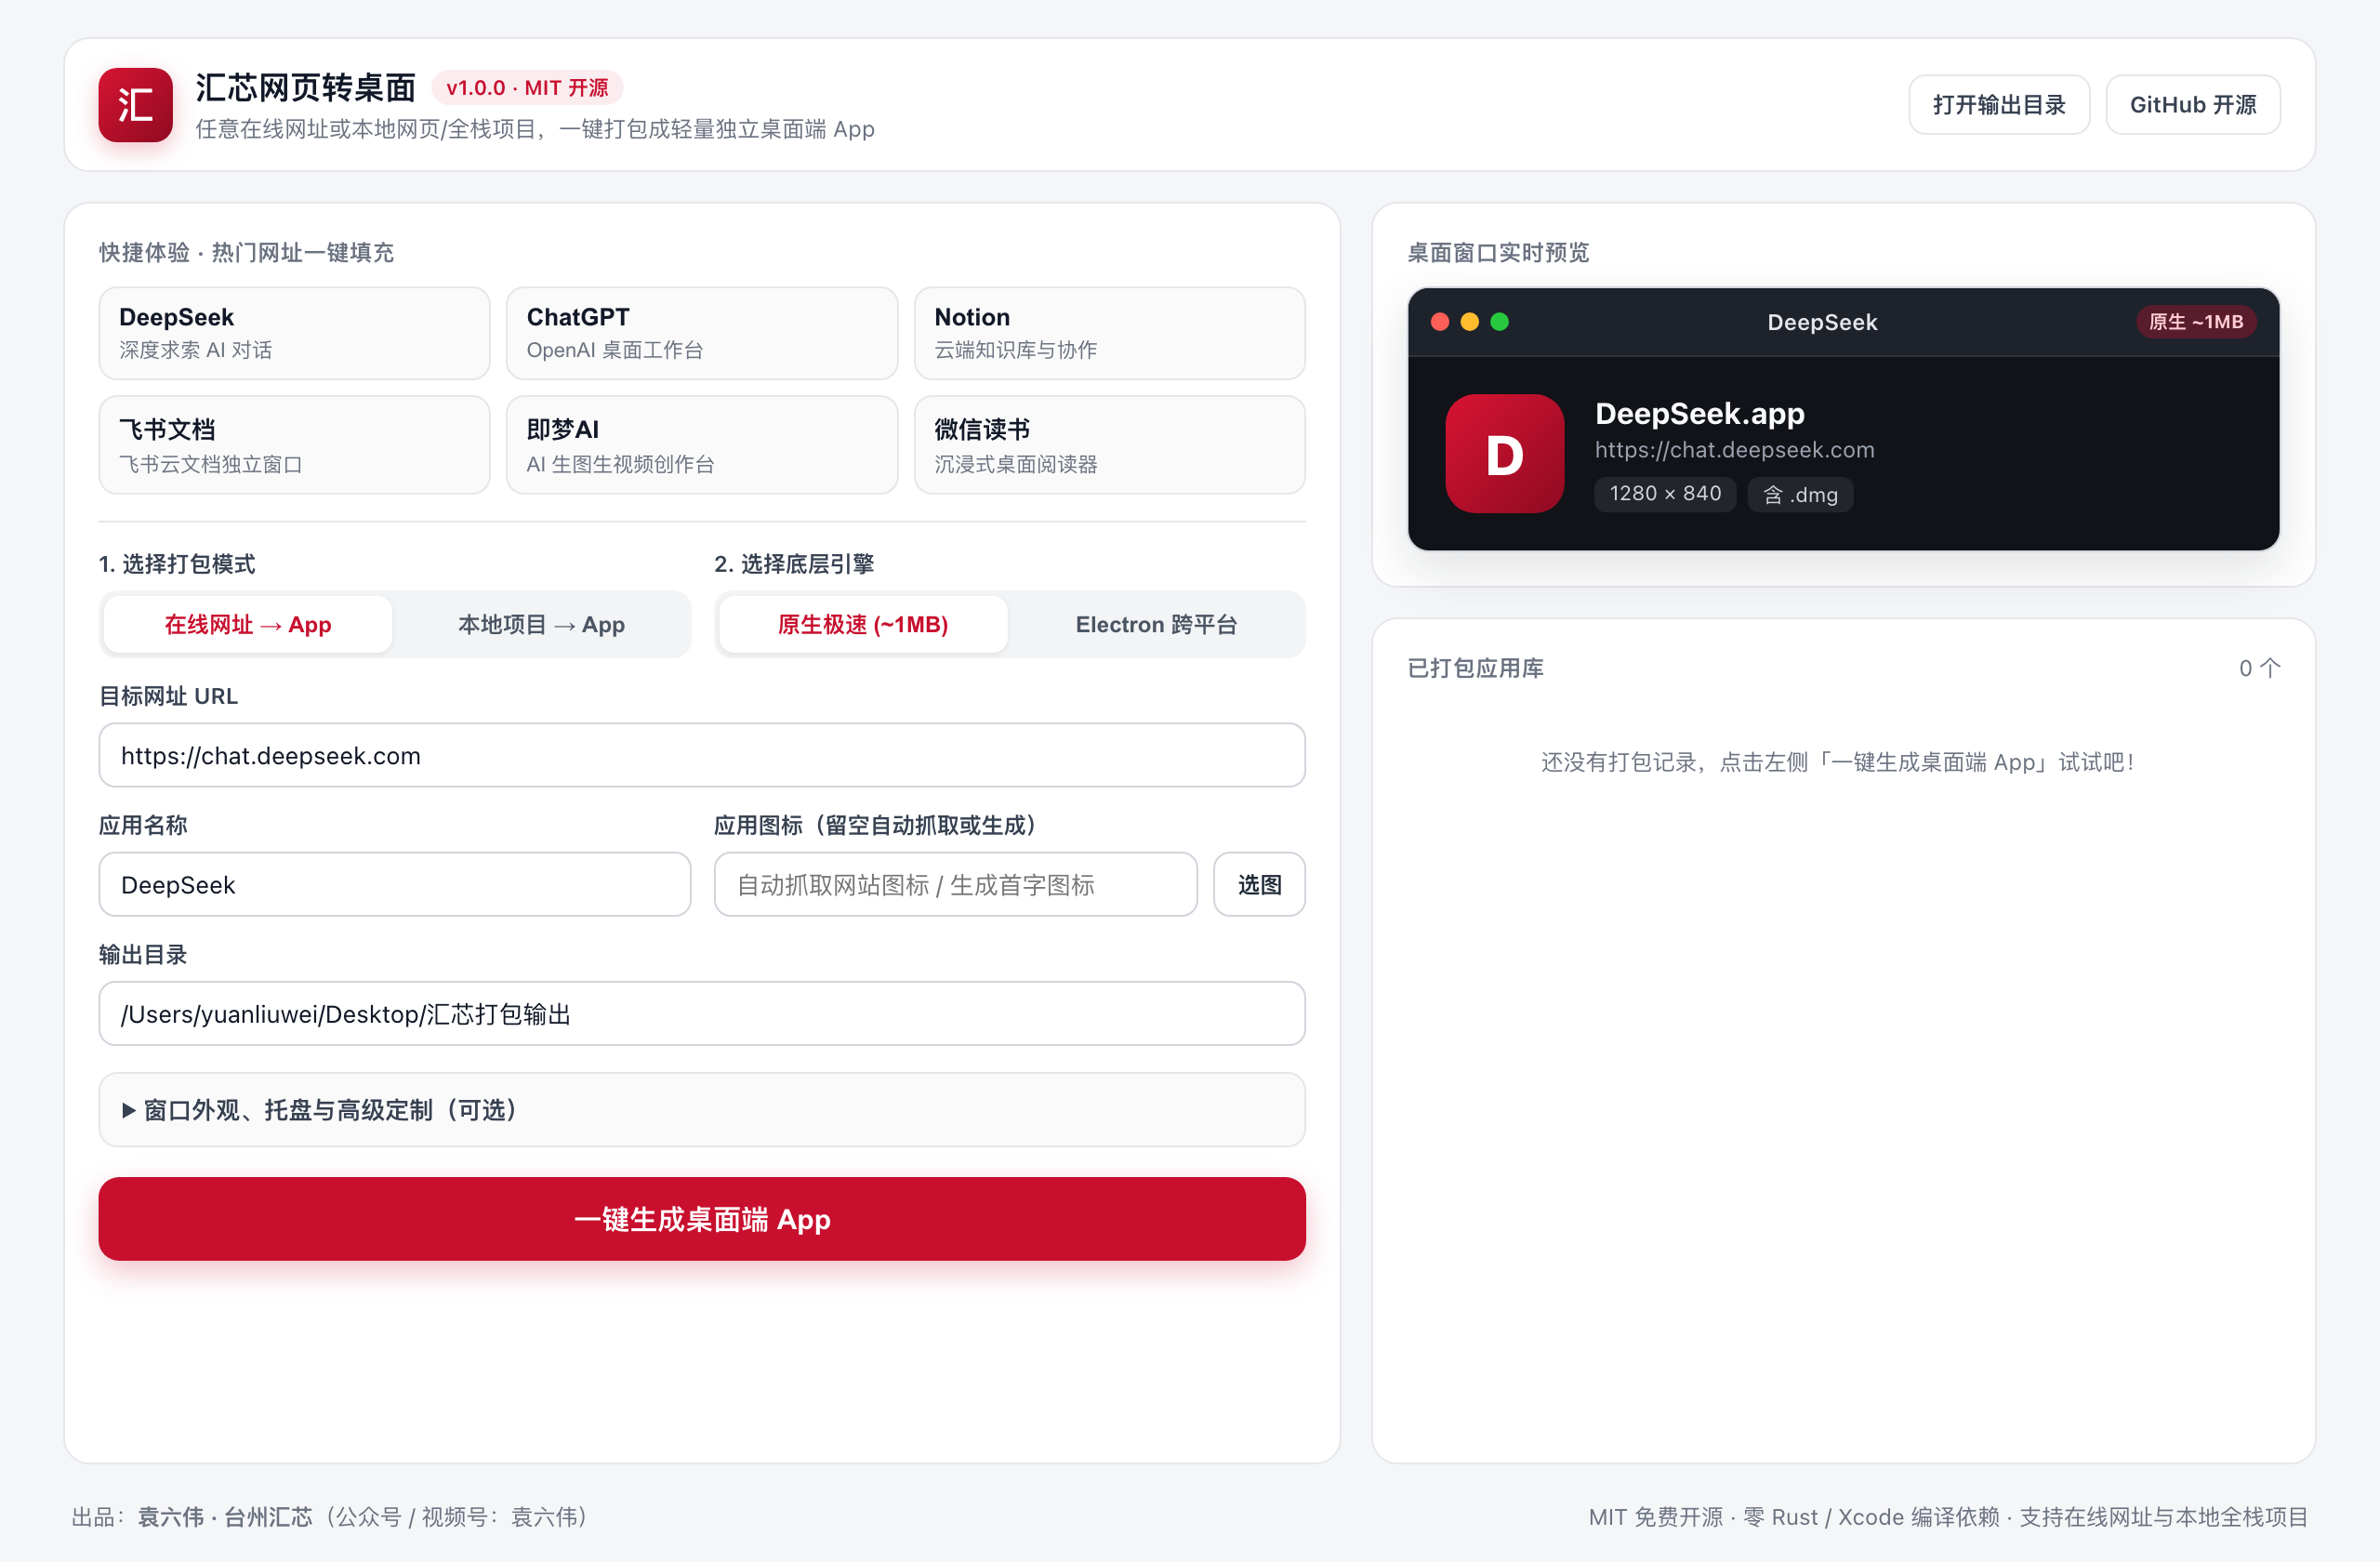 汇
汇芯网页转桌面
v1.0.0 · MIT 开源
任意在线网址或本地网页/全栈项目，一键打包成轻量独立桌面端 App
打开输出目录
GitHub 开源
快捷体验 · 热门网址一键填充
DeepSeek
深度求索 AI 对话
ChatGPT
OpenAI 桌面工作台
Notion
云端知识库与协作
飞书文档
飞书云文档独立窗口
即梦AI
AI 生图生视频创作台
微信读书
沉浸式桌面阅读器
1. 选择打包模式
在线网址 → App
本地项目 → App
2. 选择底层引擎
原生极速 (~1MB)
Electron 跨平台
目标网址 URL
https://chat.deepseek.com
应用名称
DeepSeek
应用图标（留空自动抓取或生成）
自动抓取网站图标 / 生成首字图标
选图
输出目录
/Users/yuanliuwei/Desktop/汇芯打包输出
▶ 窗口外观、托盘与高级定制（可选）
一键生成桌面端 App
桌面窗口实时预览
DeepSeek
原生 ~1MB
D
DeepSeek.app
https://chat.deepseek.com
1280 × 840
含 .dmg
已打包应用库
0 个
还没有打包记录，点击左侧「一键生成桌面端 App」试试吧！
出品：袁六伟 · 台州汇芯（公众号 / 视频号：袁六伟）
MIT 免费开源 · 零 Rust / Xcode 编译依赖 · 支持在线网址与本地全栈项目